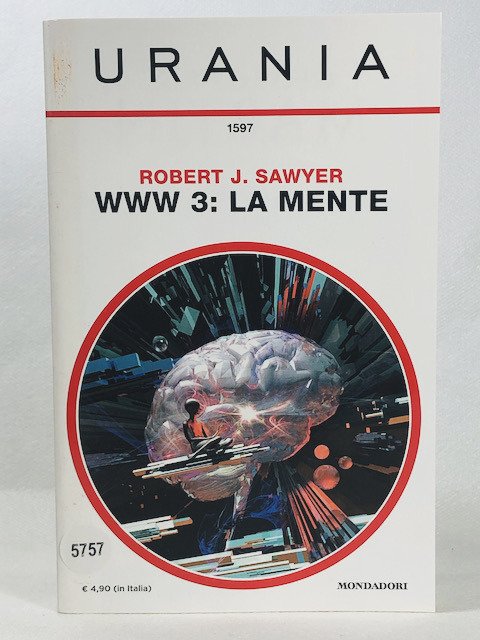 URANIA
1597
ROBERT J. SAWYER
WWW 3: LA MENTE
5757
€ 4,90 (in Italia)
MONDADORI